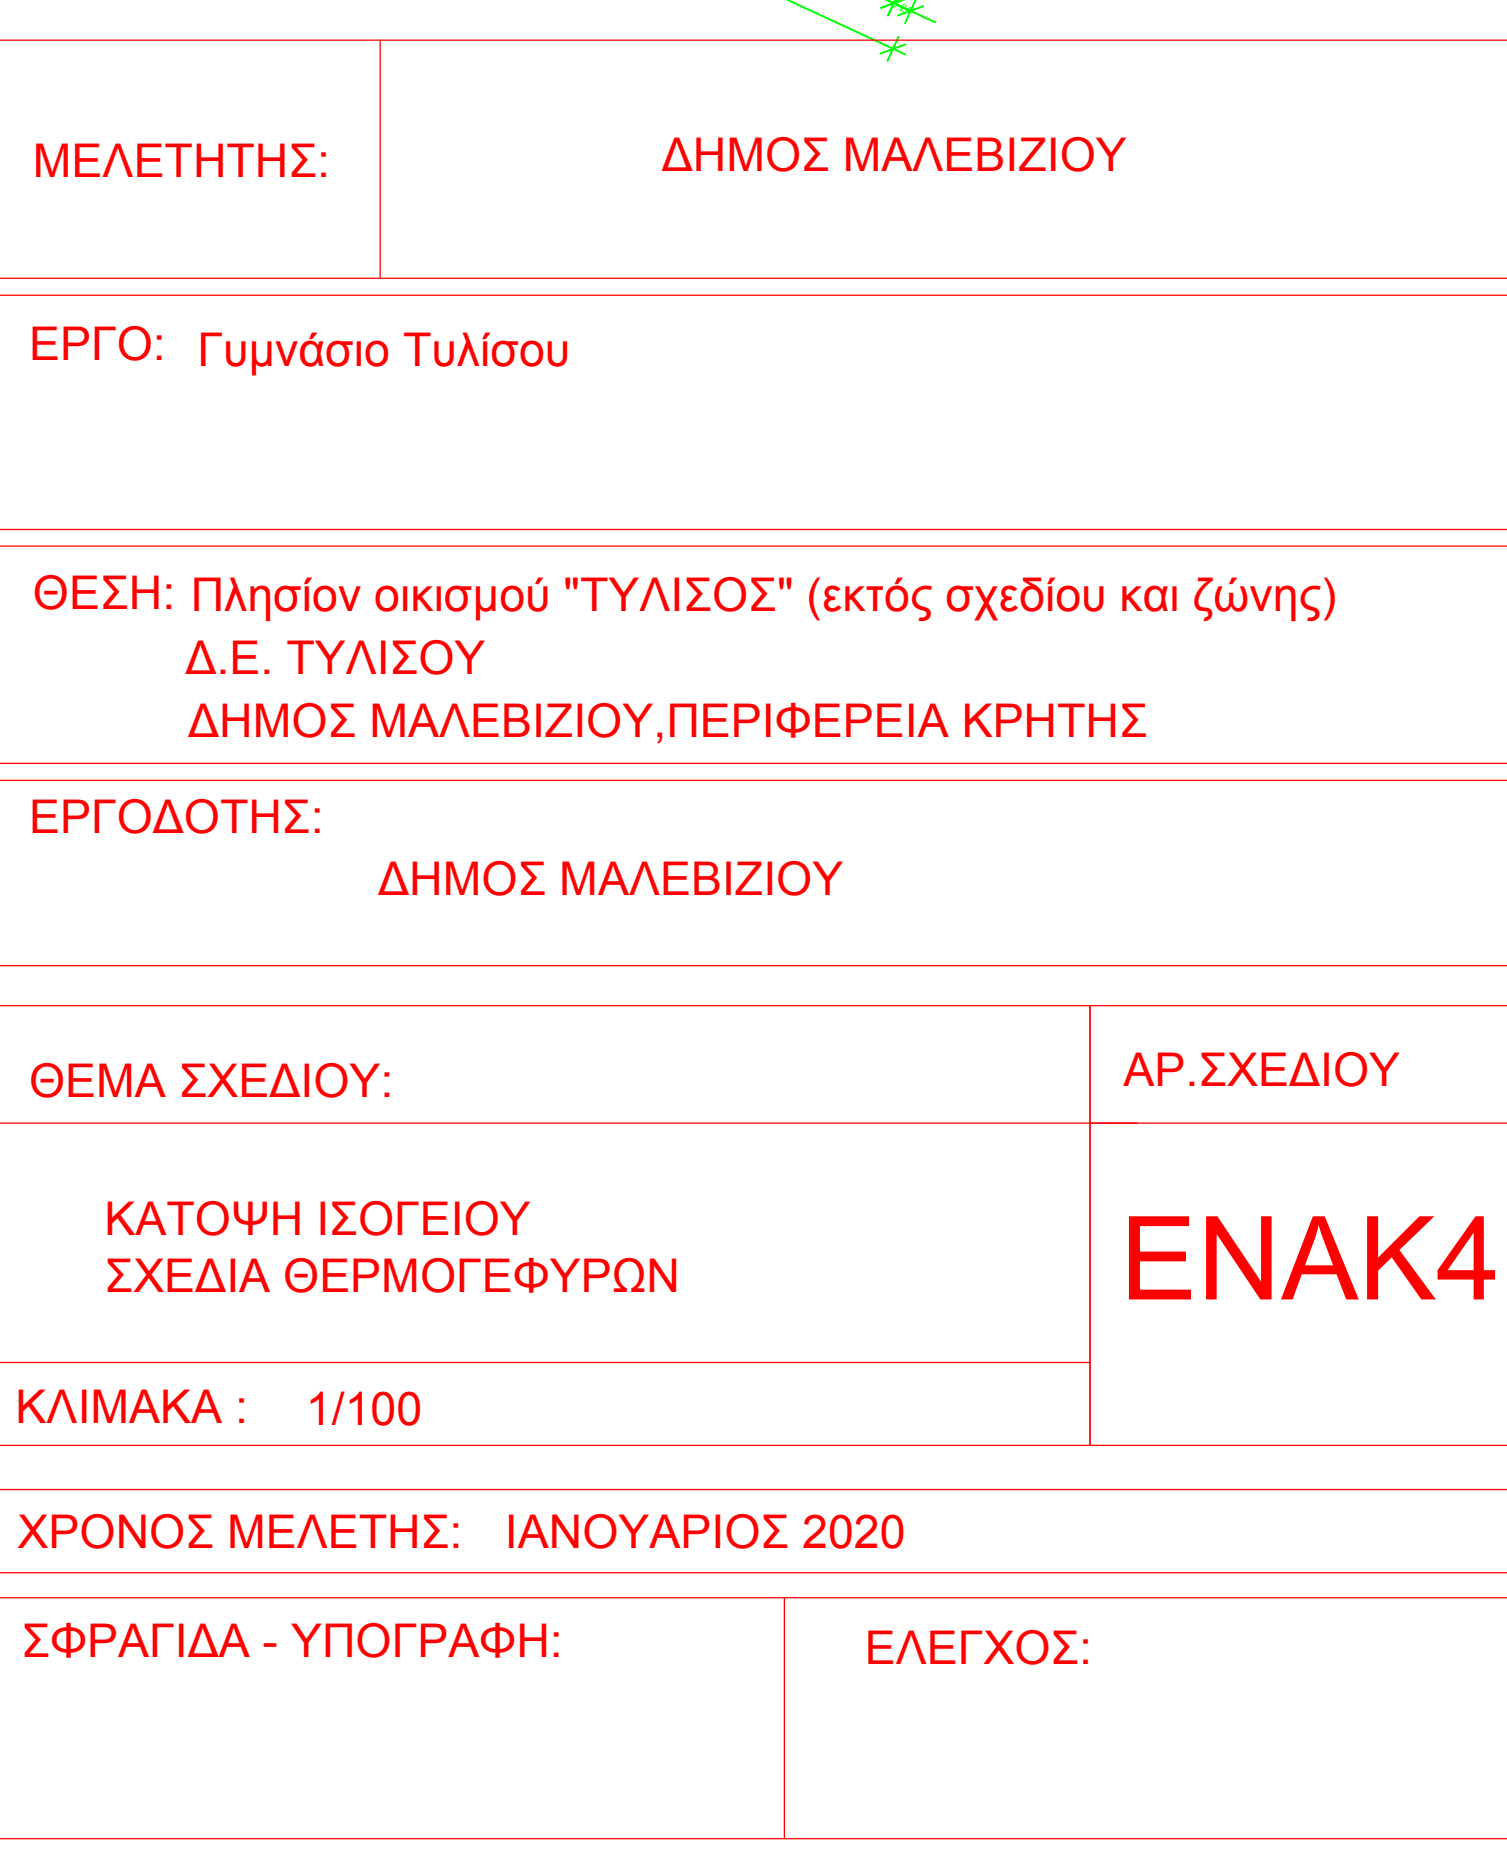 ΜΕΛΕΤΗΤΗΣ: ΔΗΜΟΣ ΜΑΛΕΒΙΖΙΟΥ
ΕΡΓΟ: Γυμνάσιο Τυλίσου
ΘΕΣΗ: Πλησίον οικισμού "ΤΥΛΙΣΟΣ" (εκτός σχεδίου και ζώνης)
Δ.Ε. ΤΥΛΙΣΟΥ
ΔΗΜΟΣ ΜΑΛΕΒΙΖΙΟΥ,ΠΕΡΙΦΕΡΕΙΑ ΚΡΗΤΗΣ
ΕΡΓΟΔΟΤΗΣ:
ΔΗΜΟΣ ΜΑΛΕΒΙΖΙΟΥ
ΘΕΜΑ ΣΧΕΔΙΟΥ:
ΑΡ.ΣΧΕΔΙΟΥ
ΚΑΤΟΨΗ ΙΣΟΓΕΙΟΥ
ΣΧΕΔΙΑ ΘΕΡΜΟΓΕΦΥΡΩΝ
ΕΝΑΚ4
ΚΛΙΜΑΚΑ : 1/100
ΧΡΟΝΟΣ ΜΕΛΕΤΗΣ: ΙΑΝΟΥΑΡΙΟΣ 2020
ΣΦΡΑΓΙΔΑ - ΥΠΟΓΡΑΦΗ:
ΕΛΕΓΧΟΣ: